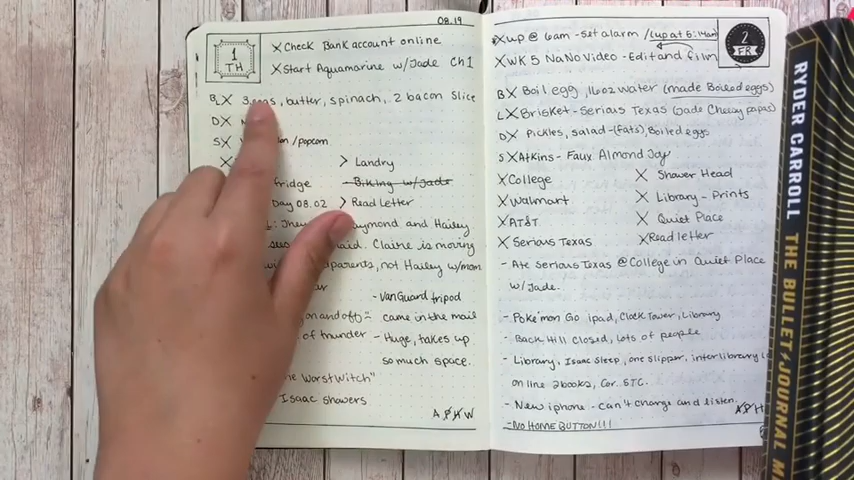 08.19
1
TH
X Check Bank account online
X Start Aquamarine w/Jade Ch1
BL X 3 eggs, butter, spinach, 2 bacon slice
D X
S X /popcorn
X > Landry
fridge - Biking w/Jade
Day 08.02 > Read Letter
and Hailey
said. Claire is moving
parents, not Hailey w/mom
- VanGuard tripod
on and off came in the mail
of thunder - Huge, takes up
so much space.
Worst Witch"
Isaac showers
2
FR
X up @ 6am - Set alarm / (up at 5:14am
X WK 5 NaNo Video - Edit and film
B X Boil egg, 16oz water (made Boiled eggs)
L X Brisket - Serious Texas (Jade Cheesy papas)
D X Pickles, salad - (Fats), Boiled eggs
S X Atkins - Faux Almond Joy
X College X Shower Head
X Walmart X Library - Prints
X AT&T X Quiet Place
X Serious Texas X Read letter
- Ate Serious Texas @ College in Quiet Place
w/Jade.
- Poké'mon Go ipad, Clock Tower, Library
- Back Hill closed, lots of people
- Library, Isaac sleep, one slipper, interlibrary
online 2 books, Cor. STC.
- New iphone - Can't change and listen.
- NO HOME BUTTON!!!
RYDER CARROLL THE BULLET JOURNAL